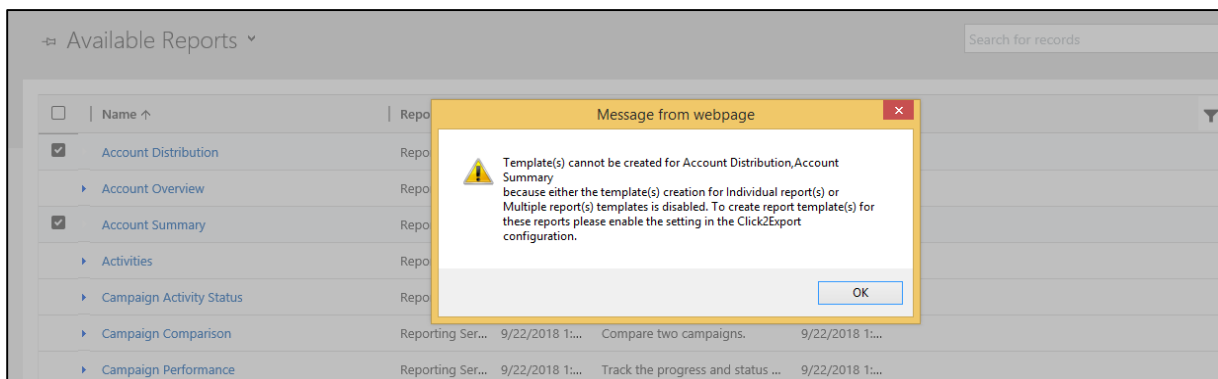 Available Reports
Search for records
Name ↑
Repo
Message from webpage
Account Distribution
Repo
Template(s) cannot be created for Account Distribution,Account
Summary
because either the template(s) creation for Individual report(s) or
Multiple report(s) templates is disabled. To create report template(s) for
these reports please enable the setting in the Click2Export
configuration.
Account Overview
Repo
Account Summary
Repo
Activities
Repo
Campaign Activity Status
Repo
OK
Campaign Comparison Reporting Ser... 9/22/2018 1:... Compare two campaigns. 9/22/2018 1:...
Campaign Performance Reporting Ser... 9/22/2018 1:... Track the progress and status ... 9/22/2018 1:...